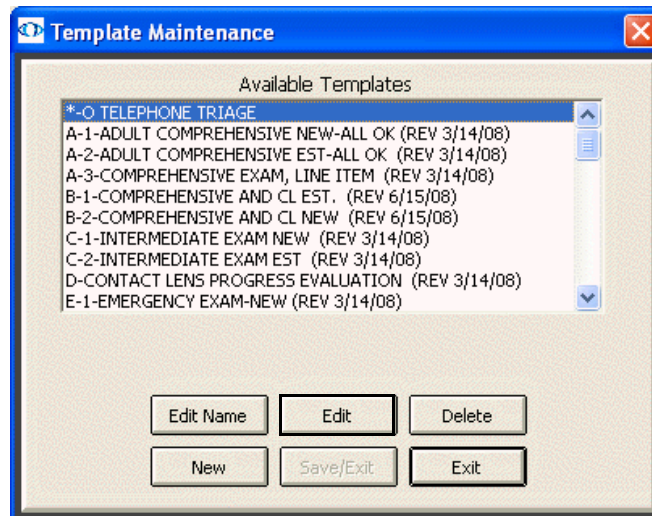 Template Maintenance
Available Templates
*-O TELEPHONE TRIAGE
A-1-ADULT COMPREHENSIVE NEW-ALL OK (REV 3/14/08)
A-2-ADULT COMPREHENSIVE EST-ALL OK  (REV 3/14/08)
A-3-COMPREHENSIVE EXAM, LINE ITEM  (REV 3/14/08)
B-1-COMPREHENSIVE AND CL EST.  (REV 6/15/08)
B-2-COMPREHENSIVE AND CL NEW  (REV 6/15/08)
C-1-INTERMEDIATE EXAM NEW  (REV 3/14/08)
C-2-INTERMEDIATE EXAM EST  (REV 3/14/08)
D-CONTACT LENS PROGRESS EVALUATION  (REV 3/14/08)
E-1-EMERGENCY EXAM-NEW (REV 3/14/08)
Edit Name Edit Delete
New Save/Exit Exit